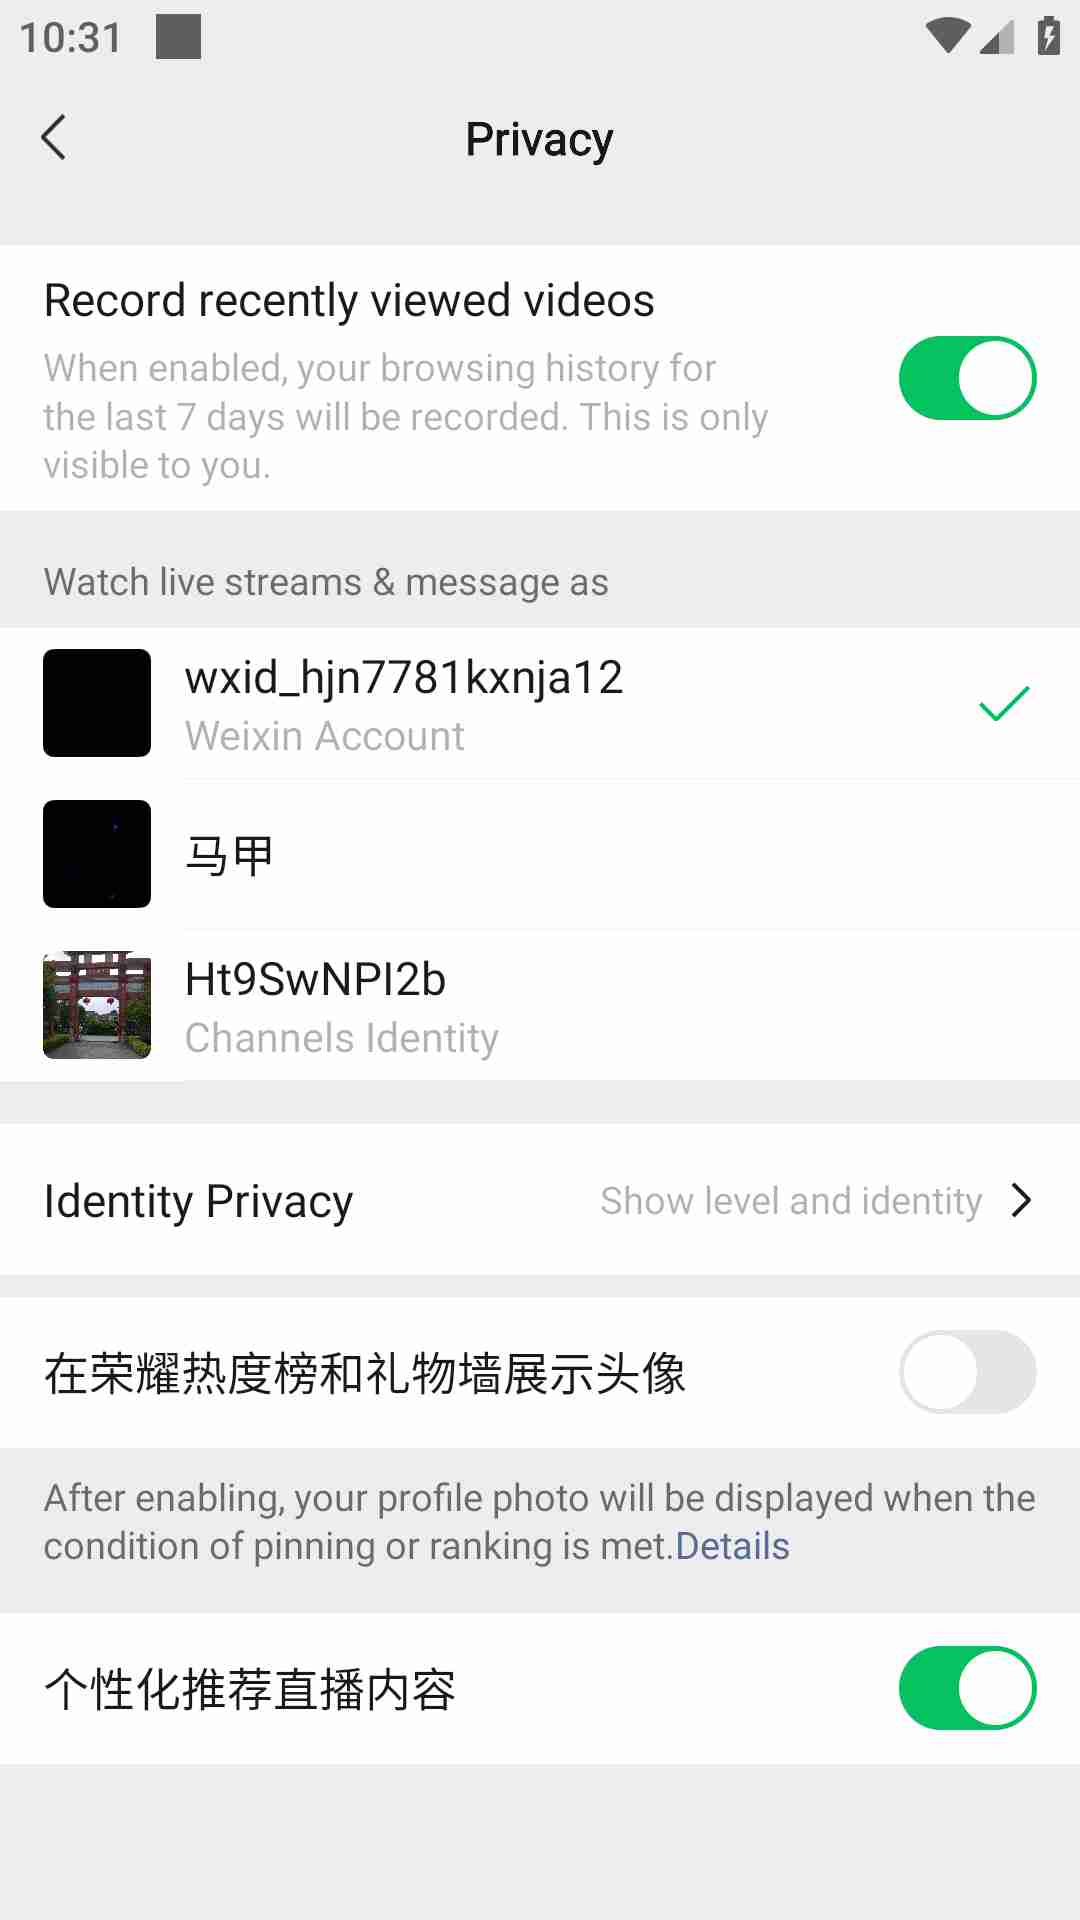 10:31
Privacy
Record recently viewed videos
When enabled, your browsing history for
the last 7 days will be recorded. This is only
visible to you.
Watch live streams & message as
wxid_hjn7781kxnja12
Weixin Account
马甲
Ht9SwNPI2b
Channels Identity
Identity Privacy
Show level and identity
在荣耀热度榜和礼物墙展示头像
After enabling, your profile photo will be displayed when the
condition of pinning or ranking is met.Details
个性化推荐直播内容